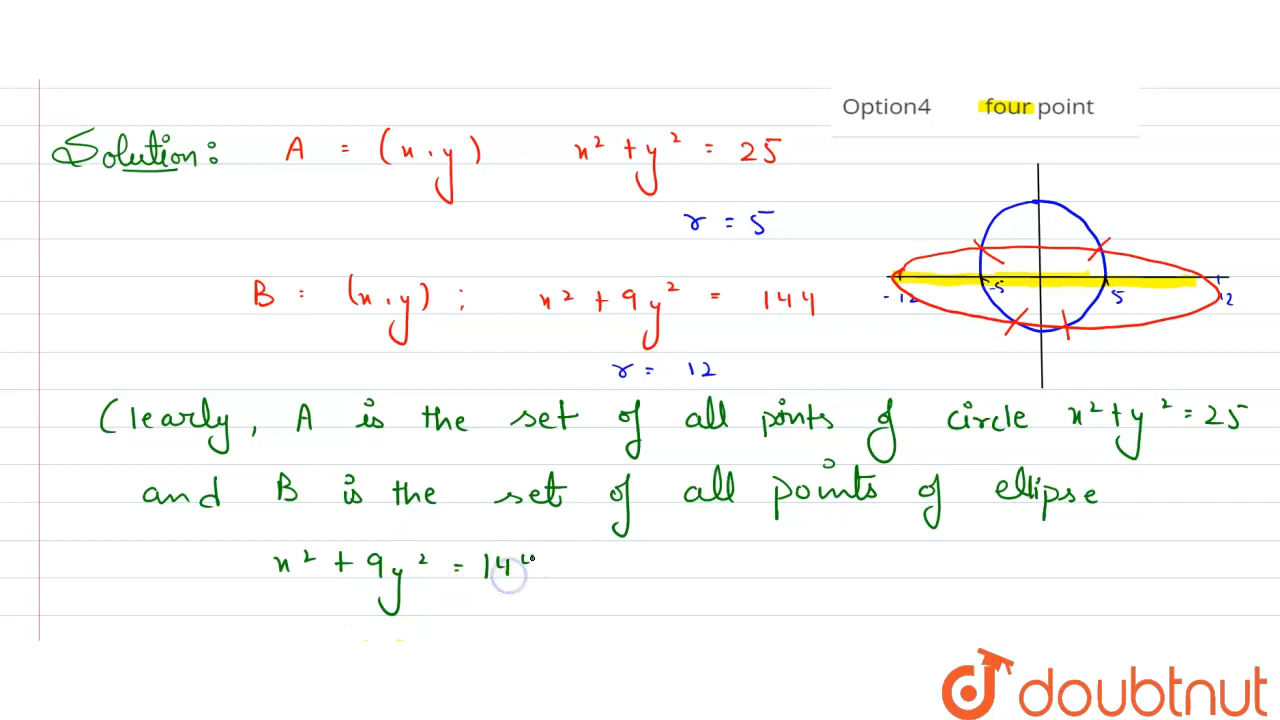 Option4 four point
Solution: A = (x,y) x² + y² = 25
r = 5
B = (x,y) ; x² + 9y² = 144
r = 12
-12 -5 5 12
Clearly, A is the set of all points of circle x² + y² = 25
and B is the set of all points of ellipse
x² + 9y² = 144
doubtnut